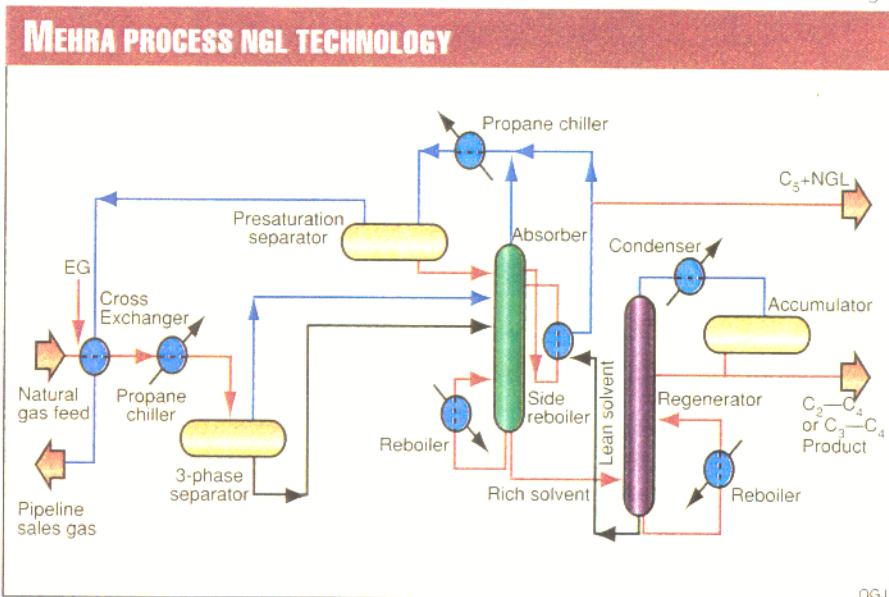 MEHRA PROCESS NGL TECHNOLOGY
Propane chiller
C5+NGL
Presaturation
separator
Absorber
Condenser
EG
Cross
Exchanger
Accumulator
Natural
gas feed
Propane
chiller
Side
reboiler
Lean solvent
Regenerator
C2—C4
or C3—C4
Product
Reboiler
3-phase
separator
Rich solvent
Reboiler
Pipeline
sales gas
OGJ